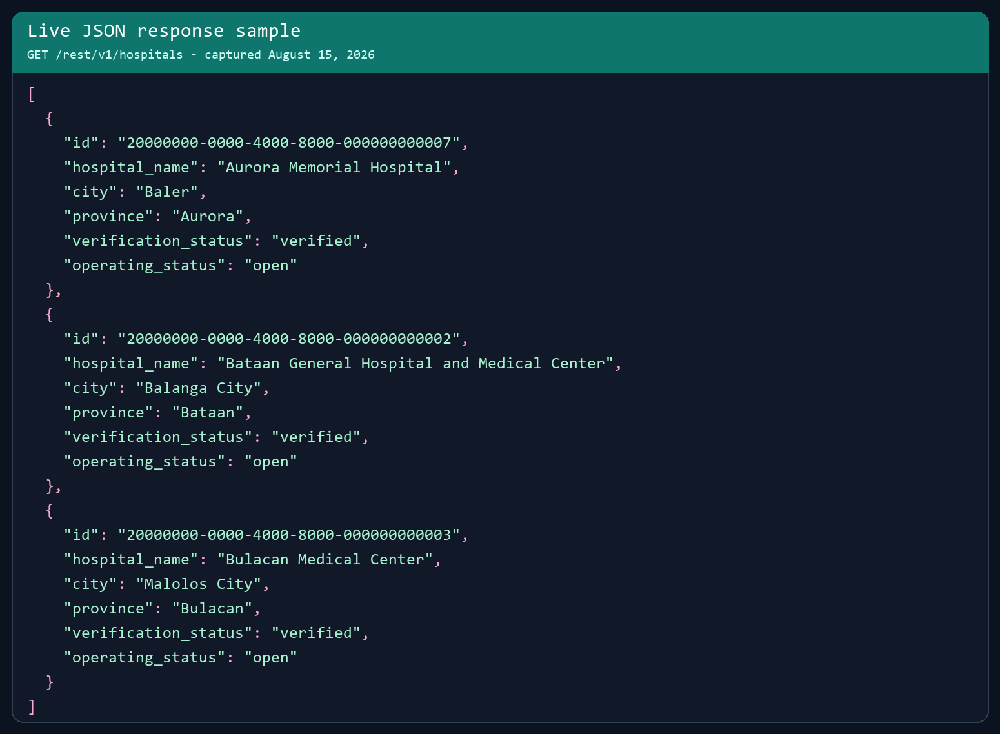 Live JSON response sample
GET /rest/v1/hospitals - captured August 15, 2026
[
  {
    "id": "20000000-0000-4000-8000-000000000007",
    "hospital_name": "Aurora Memorial Hospital",
    "city": "Baler",
    "province": "Aurora",
    "verification_status": "verified",
    "operating_status": "open"
  },
  {
    "id": "20000000-0000-4000-8000-000000000002",
    "hospital_name": "Bataan General Hospital and Medical Center",
    "city": "Balanga City",
    "province": "Bataan",
    "verification_status": "verified",
    "operating_status": "open"
  },
  {
    "id": "20000000-0000-4000-8000-000000000003",
    "hospital_name": "Bulacan Medical Center",
    "city": "Malolos City",
    "province": "Bulacan",
    "verification_status": "verified",
    "operating_status": "open"
  }
]